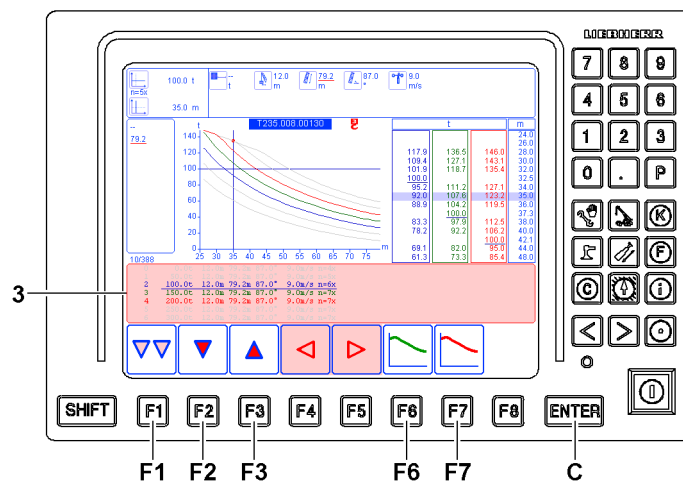 LIEBHERR
100.0 t
n=5x
35.0 m
--
t
12.0
m
79.2
m
87.0
°
9.0
m/s
7 8 9
4 5 6
1 2 3
0 . P
K
F
C i
< >
--
79.2
10/388
T235.008.00130
t
140
120
100
80
60
40
20
0
25 30 35 40 45 50 55 60 65 70 75
m
t m
24.0
26.0
117.9 136.5 146.0 28.0
109.4 127.1 143.1 30.0
101.9 118.7 135.4 32.0
100.0 32.5
95.2 111.2 127.1 34.0
92.0 107.6 123.2 35.0
88.9 104.2 119.5 36.0
100.0 37.3
83.3 97.9 112.5 38.0
78.2 92.2 106.2 40.0
100.0 42.1
69.1 82.0 95.0 44.0
61.3 73.3 86.4 48.0
3
2 100.0t 12.0m 79.2m 87.0° 9.0m/s n=6x
3 150.0t 12.0m 79.2m 87.0° 9.0m/s n=7x
4 200.0t 12.0m 79.2m 87.0° 9.0m/s n=7x
SHIFT F1 F2 F3 F4 F5 F6 F7 F8 ENTER
F1 F2 F3 F6 F7 C